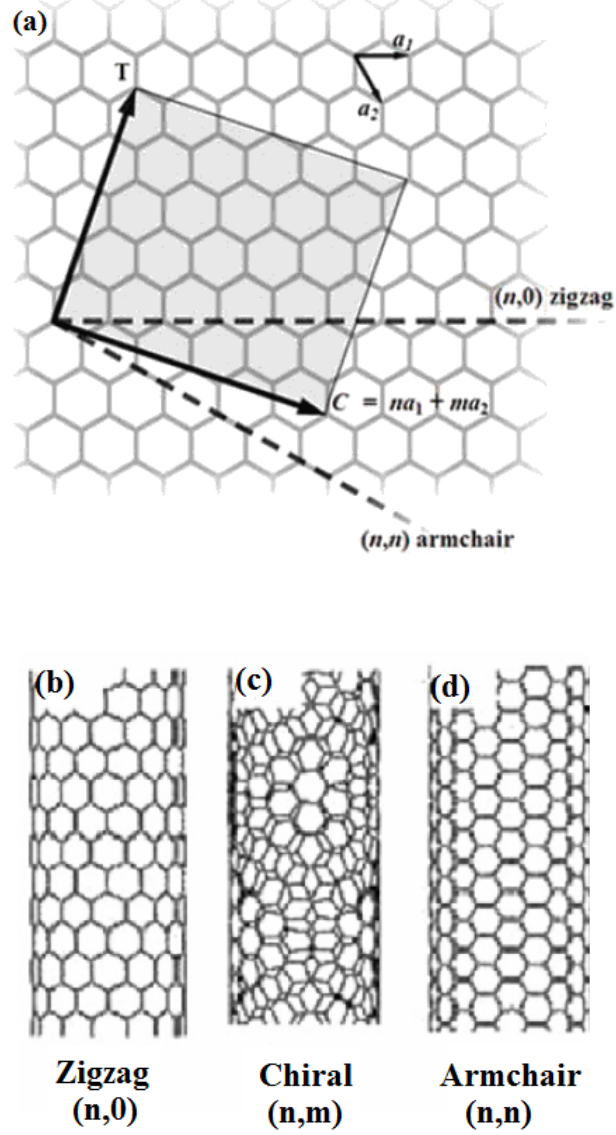 (a)
T
a1
a2
(n,0) zigzag
C = na1 + ma2
(n,n) armchair
(b)
(c)
(d)
Zigzag
(n,0)
Chiral
(n,m)
Armchair
(n,n)